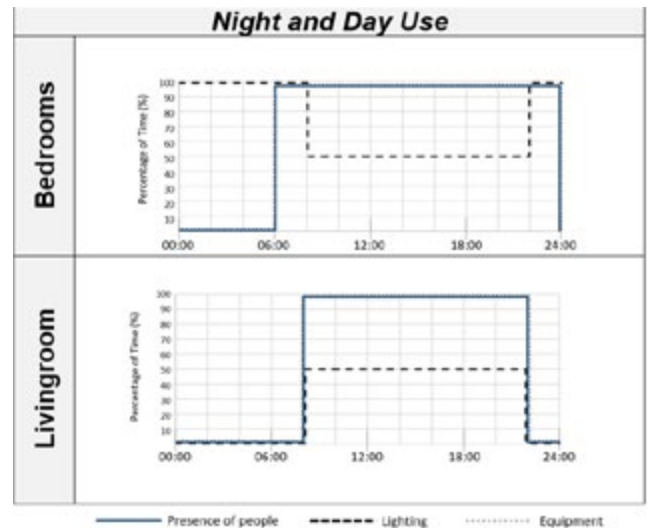 Night and Day Use
Bedrooms
Percentage of Time (%)
100
90
80
70
60
50
40
30
20
10
00:00 06:00 12:00 18:00 24:00
Livingroom
Percentage of Time (%)
100
90
80
70
60
50
40
30
20
10
00:00 06:00 12:00 18:00 24:00
Presence of people Lighting Equipment